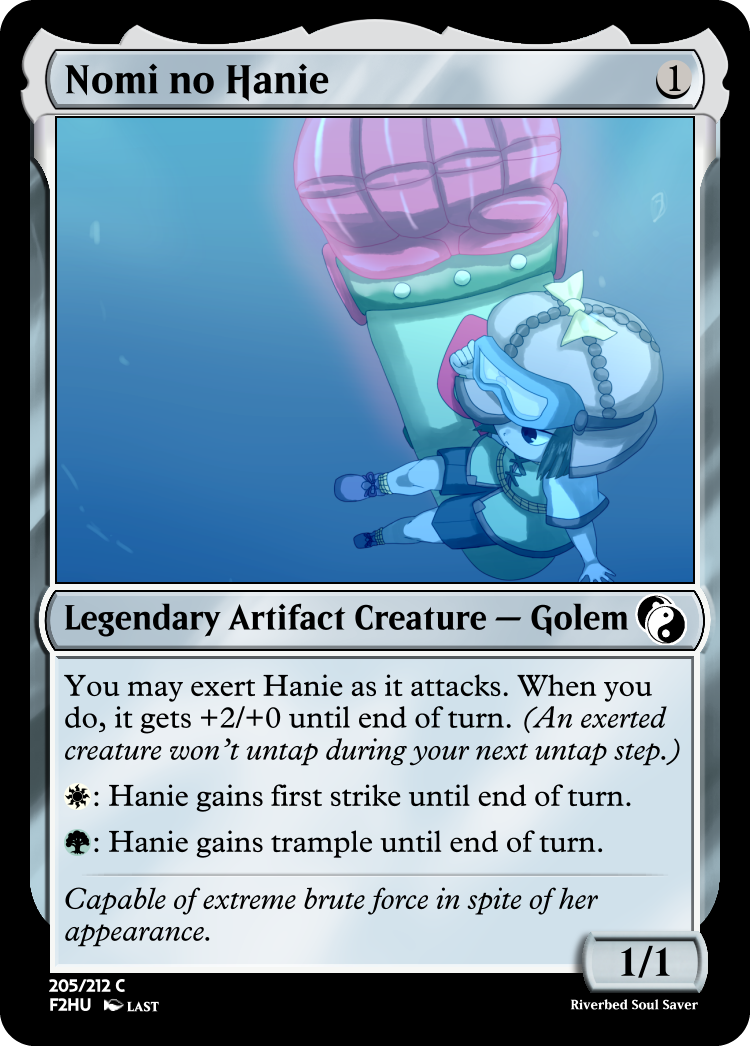 Nomi no Hanie 1
Legendary Artifact Creature — Golem
You may exert Hanie as it attacks. When you
do, it gets +2/+0 until end of turn. (An exerted
creature won't untap during your next untap step.)
: Hanie gains first strike until end of turn.
: Hanie gains trample until end of turn.
Capable of extreme brute force in spite of her
appearance.
1/1
205/212 C
F2HU LAST
Riverbed Soul Saver